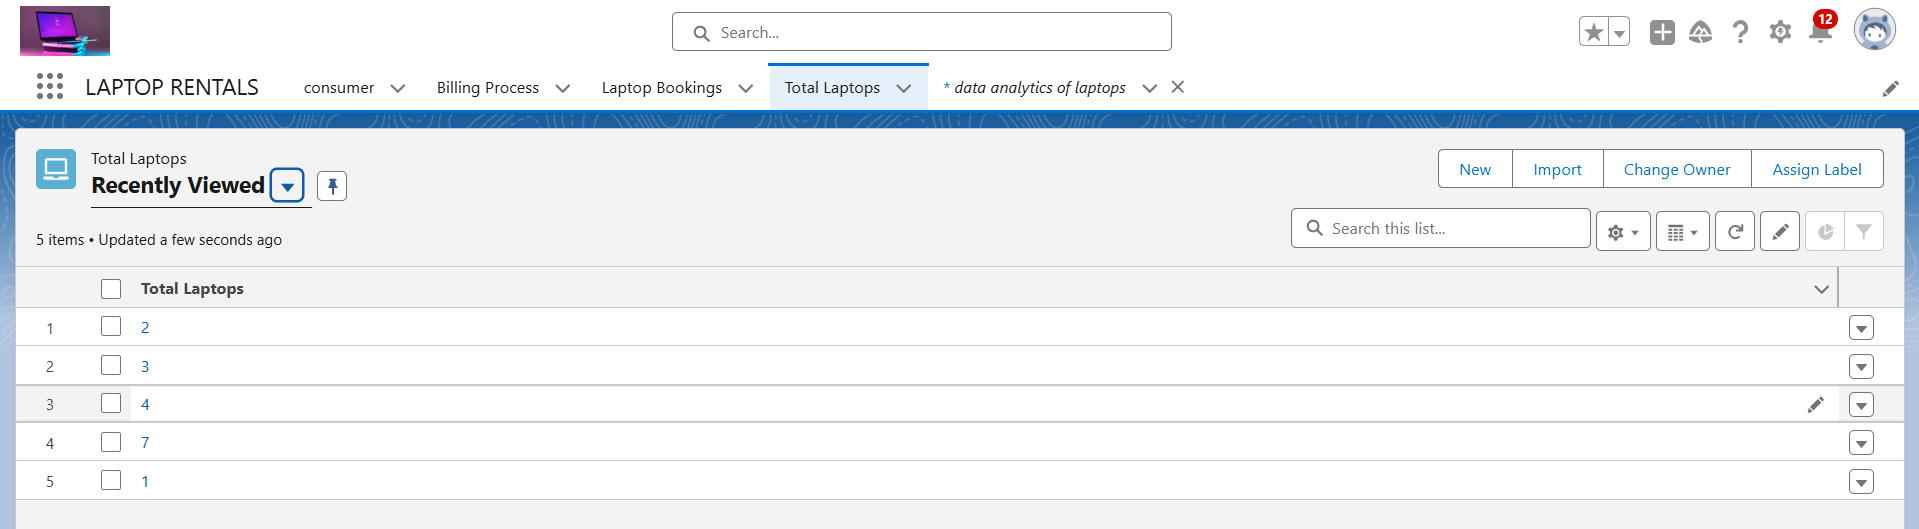 Search...
12
LAPTOP RENTALS consumer Billing Process Laptop Bookings Total Laptops * data analytics of laptops
Total Laptops
Recently Viewed
New Import Change Owner Assign Label
5 items • Updated a few seconds ago
Search this list...
Total Laptops
1 2
2 3
3 4
4 7
5 1